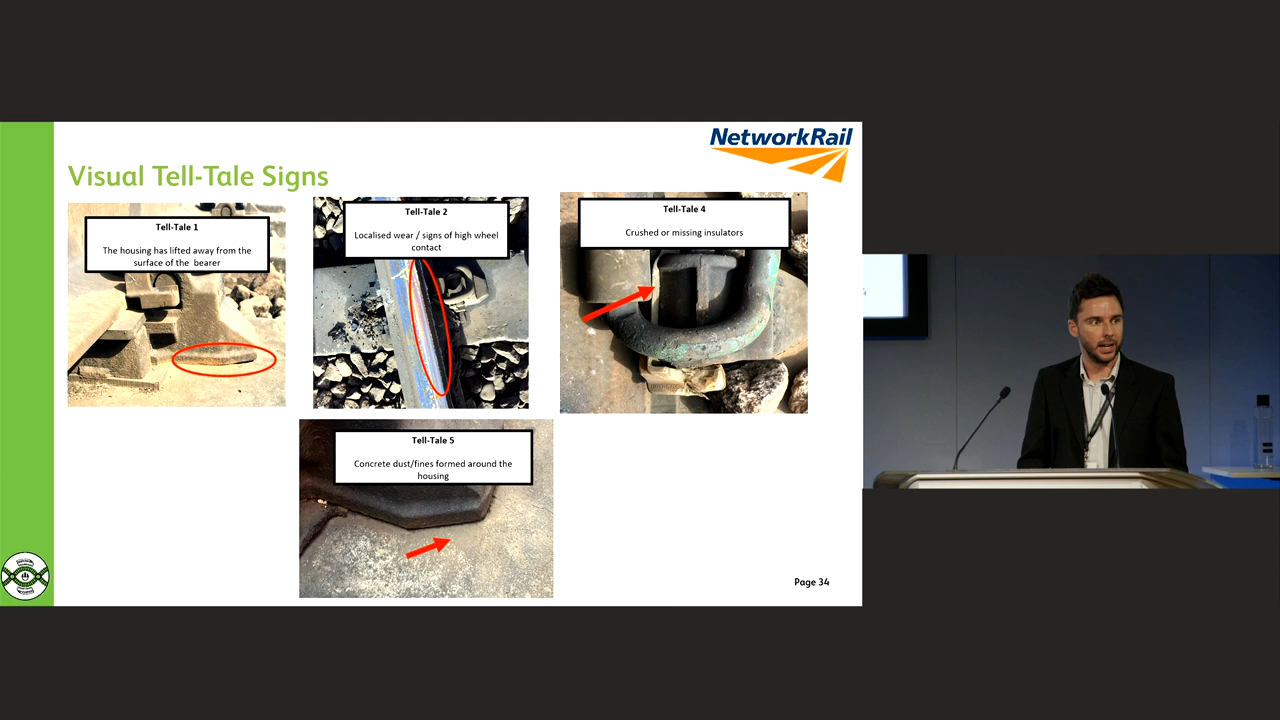 NetworkRail
Visual Tell-Tale Signs
Tell-Tale 1
The housing has lifted away from the
surface of the bearer
Tell-Tale 2
Localised wear / signs of high wheel
contact
Tell-Tale 4
Crushed or missing insulators
Tell-Tale 5
Concrete dust/fines formed around the
housing
Page 34